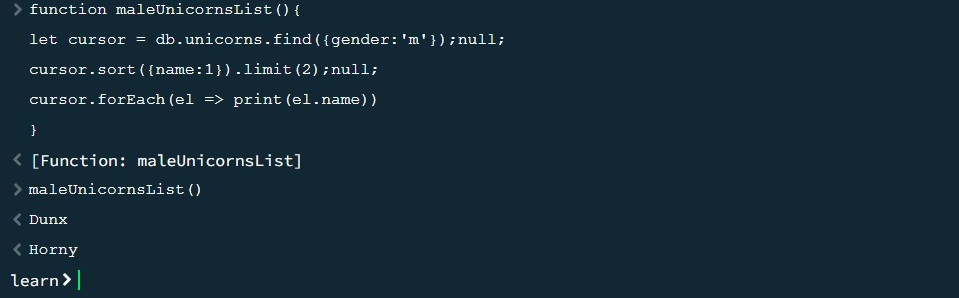 > function maleUnicornsList(){
let cursor = db.unicorns.find({gender:'m'});null;
cursor.sort({name:1}).limit(2);null;
cursor.forEach(el => print(el.name))
}
< [Function: maleUnicornsList]
> maleUnicornsList()
< Dunx
< Horny
learn>